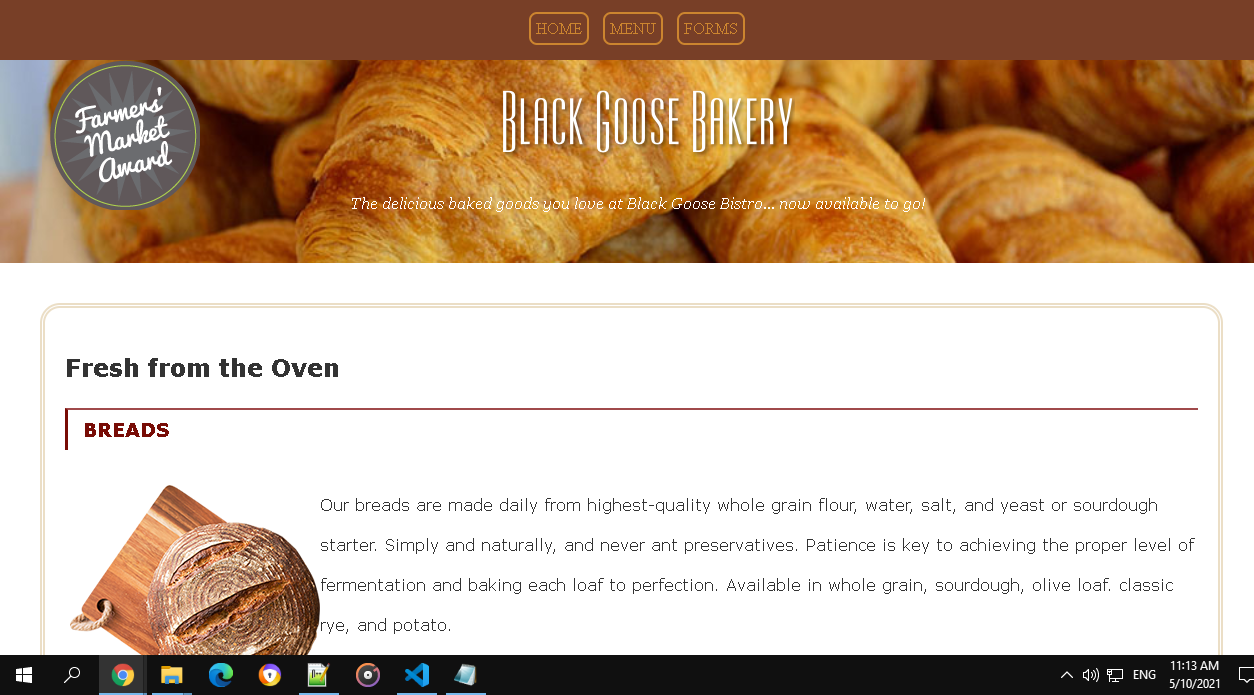 HOME MENU FORMS
Farmers'
Market
Award
Black Goose Bakery
The delicious baked goods you love at Black Goose Bistro... now available to go!
Fresh from the Oven
BREADS
Our breads are made daily from highest-quality whole grain flour, water, salt, and yeast or sourdough
starter. Simply and naturally, and never ant preservatives. Patience is key to achieving the proper level of
fermentation and baking each loaf to perfection. Available in whole grain, sourdough, olive loaf. classic
rye, and potato.
ENG
11:13 AM
5/10/2021